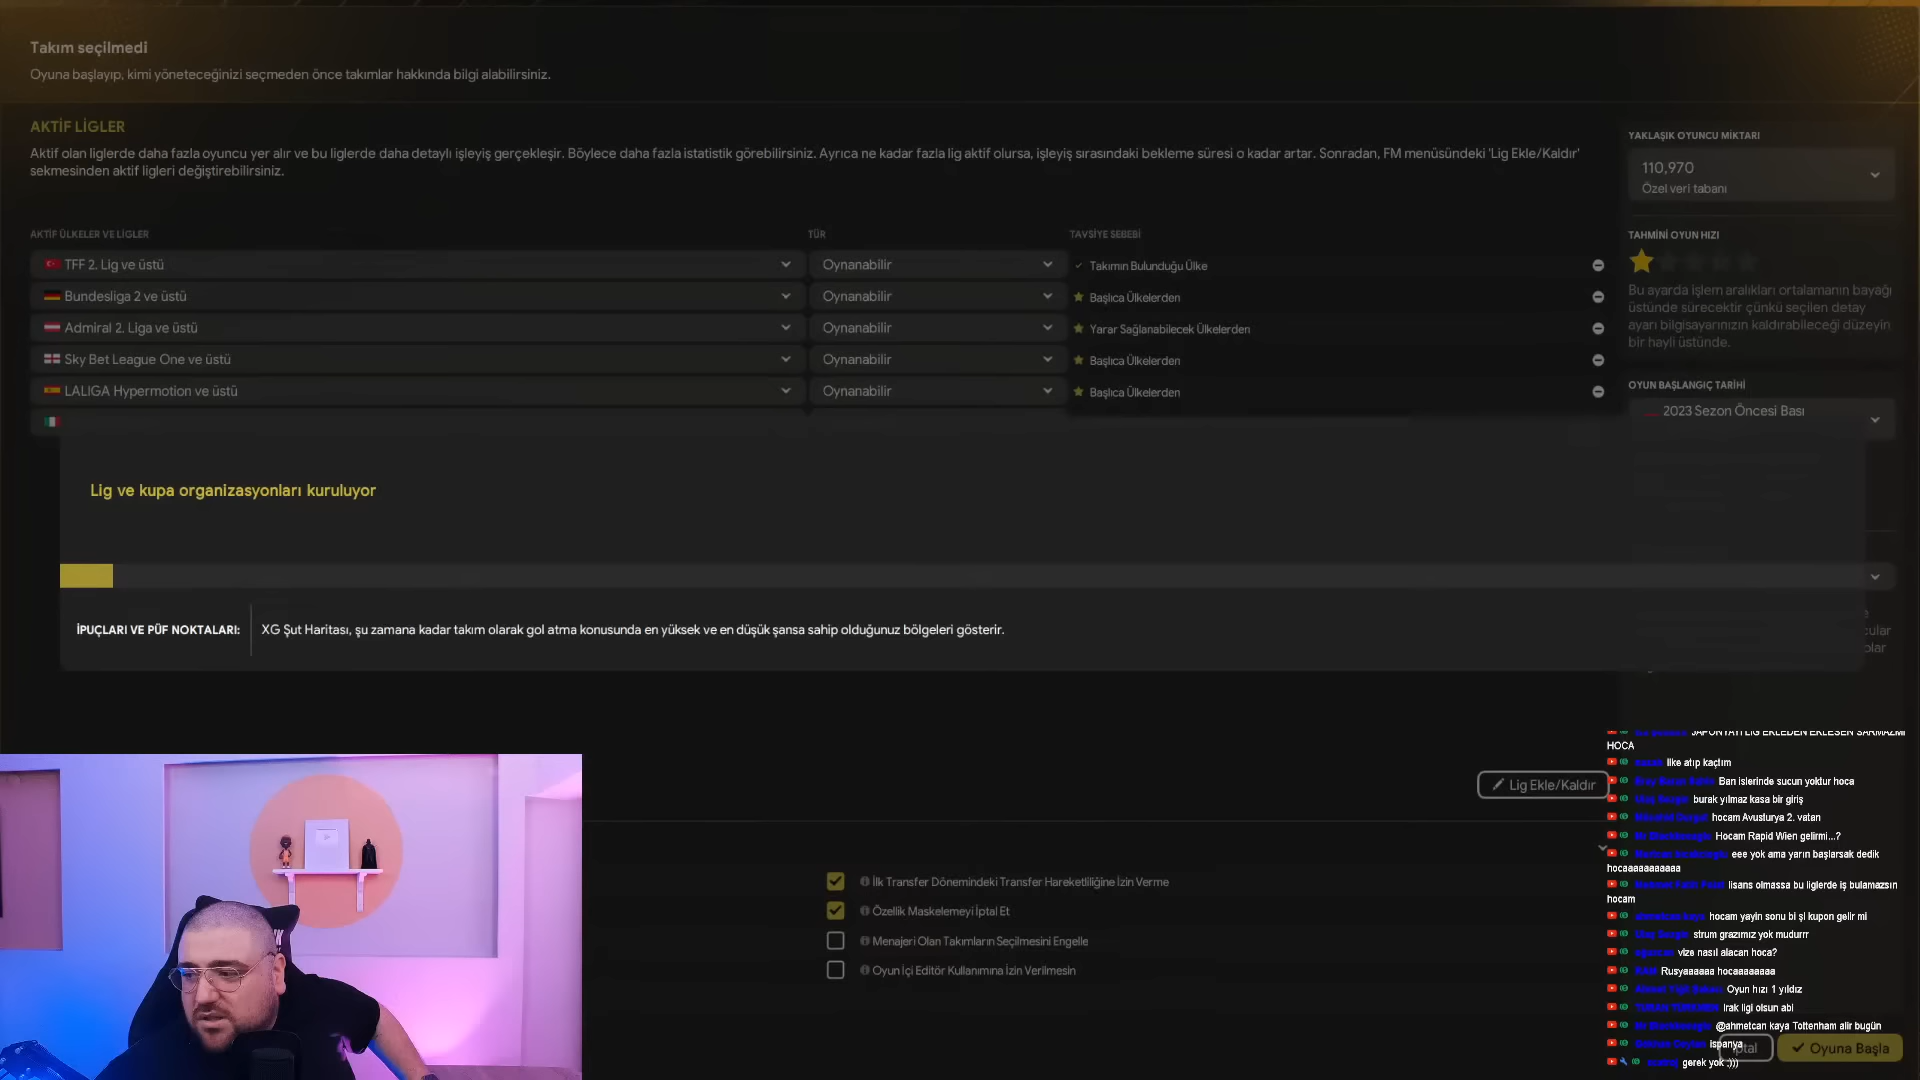 Takım seçilmedi
Oyuna başlayıp, kimi yöneteceğinizi seçmeden önce takımlar hakkında bilgi alabilirsiniz.
AKTİF LİGLER
Aktif olan liglerde daha fazla oyuncu yer alır ve bu liglerde daha detaylı işleyiş gerçekleşir. Böylece daha fazla istatistik görebilirsiniz. Ayrıca ne kadar fazla lig aktif olursa, işleyiş sırasındaki bekleme süresi o kadar artar. Sonradan, FM menüsündeki 'Lig Ekle/Kaldır'
sekmesinden aktif ligleri değiştirebilirsiniz.
AKTİF ÜLKELER VE LİGLER TÜR TAVSİYE SEBEBİ
TFF 2. Lig ve üstü Oynanabilir Takımın Bulunduğu Ülke
Bundesliga 2 ve üstü Oynanabilir Başlıca Ülkelerden
Admiral 2. Liga ve üstü Oynanabilir Yarar Sağlanabilecek Ülkelerden
Sky Bet League One ve üstü Oynanabilir Başlıca Ülkelerden
LALIGA Hypermotion ve üstü Oynanabilir Başlıca Ülkelerden
YAKLAŞIK OYUNCU MİKTARI
110,970
Özel veri tabanı
TAHMİNİ OYUN HIZI
Bu ayarda işlem aralıkları ortalamanın bayağı
üstünde sürecektir çünkü seçilen detay
ayarı bilgisayarınızın kaldırabileceği düzeyin
bir hayli üstünde.
OYUN BAŞLANGIÇ TARİHİ
2023 Sezon Öncesi Bası
Lig ve kupa organizasyonları kuruluyor
İPUÇLARI VE PÜF NOKTALARI: XG Şut Haritası, şu zamana kadar takım olarak gol atma konusunda en yüksek ve en düşük şansa sahip olduğunuz bölgeleri gösterir.
Lig Ekle/Kaldır
İlk Transfer Dönemindeki Transfer Hareketliliğine İzin Verme
Özellik Maskelemeyi İptal Et
Menajeri Olan Takımların Seçilmesini Engelle
Oyun İçi Editör Kullanımına İzin Verilmesin
JAPONYAYI LIG EKLEDEN EKLESEN SARMAZMI
HOCA
like atıp kaçtım
Ban islerinde sucun yoktur hoca
burak yılmaz kasa bir giriş
hocam Avusturya 2. vatan
Hocam Rapid Wien gelirmi...?
eee yok ama yarın başlarsak dedik
hocaaaaaaaaaaa
lisans olmassa bu liglerde iş bulamazsın
hocam
ahmetcan kaya hocam yayin sonu bi şi kupon gelir mi
strum grazımız yok mudurrr
vize nasıl alacan hoca?
Rusyaaaaaa hocaaaaaaaa
Oyun hızı 1 yıldız
Irak ligi olsun abi
@ahmetcan kaya Tottenham alir bugün
ispanya
gerek yok :)))
İptal
Oyuna Başla